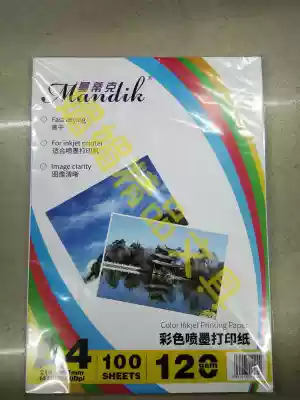 曼蒂克
Mandik®
Fast drying
速干
For inkjet printer
适合喷墨打印纸
Image clarity
图像清晰
Color Inkjet Printing Paper
彩色喷墨打印纸
A4
100
SHEETS
120